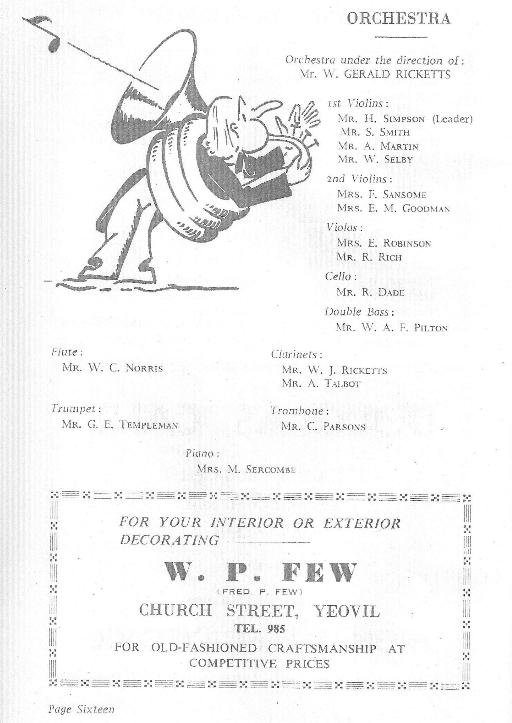 ORCHESTRA
Orchestra under the direction of:
Mr. W. GERALD RICKETTS
1st Violins:
MR. H. SIMPSON (Leader)
MR. S. SMITH
MR. A. MARTIN
MR. W. SELBY
2nd Violins:
MRS. F. SANSOME
MRS. E. M. GOODMAN
Violas:
MRS. E. ROBINSON
MR. R. RICH
Cello:
MR. R. DADE
Double Bass:
MR. W. A. F. PILTON
Flute:
MR. W. C. NORRIS
Clarinets:
MR. W. J. RICKETTS
MR. A. TALBOT
Trumpet:
MR. G. E. TEMPLEMAN
Trombone:
MR. C. PARSONS
Piano:
MRS. M. SERCOMBE
FOR YOUR INTERIOR OR EXTERIOR
DECORATING
W. P. FEW
(FRED P. FEW)
CHURCH STREET, YEOVIL
TEL. 985
FOR OLD-FASHIONED CRAFTSMANSHIP AT
COMPETITIVE PRICES
Page Sixteen